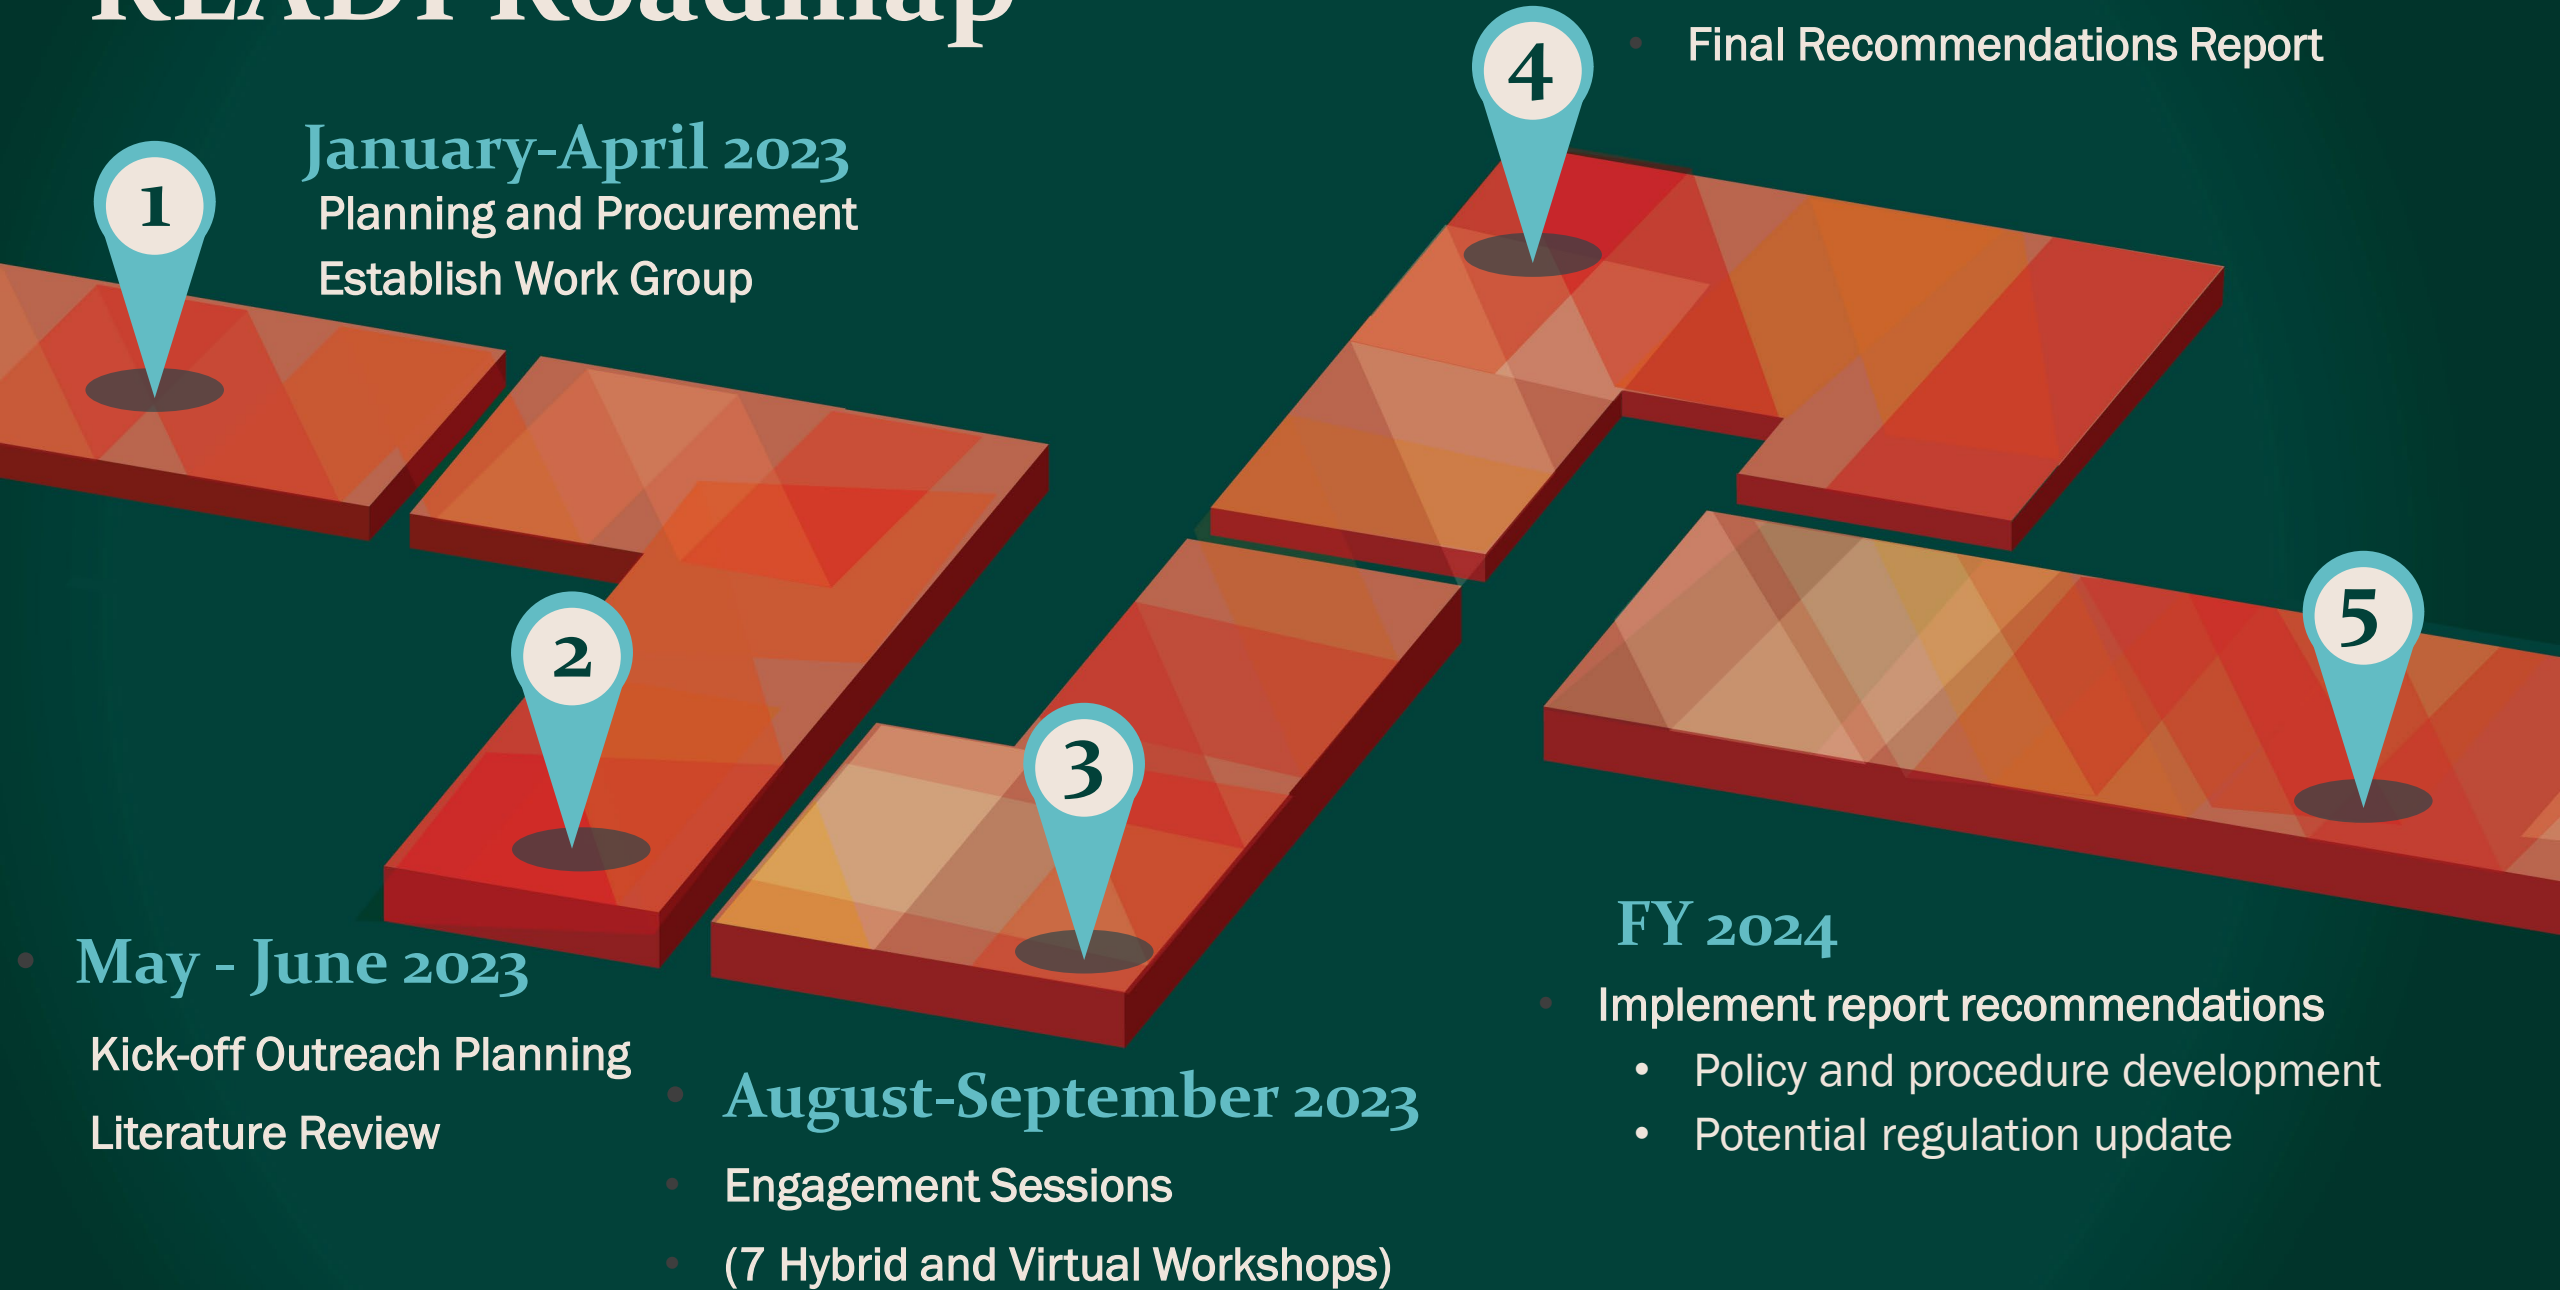 READI Roadmap
1
January-April 2023
Planning and Procurement
Establish Work Group
2
May - June 2023
Kick-off Outreach Planning
Literature Review
3
August-September 2023
Engagement Sessions
(7 Hybrid and Virtual Workshops)
4
Final Recommendations Report
5
FY 2024
Implement report recommendations
Policy and procedure development
Potential regulation update